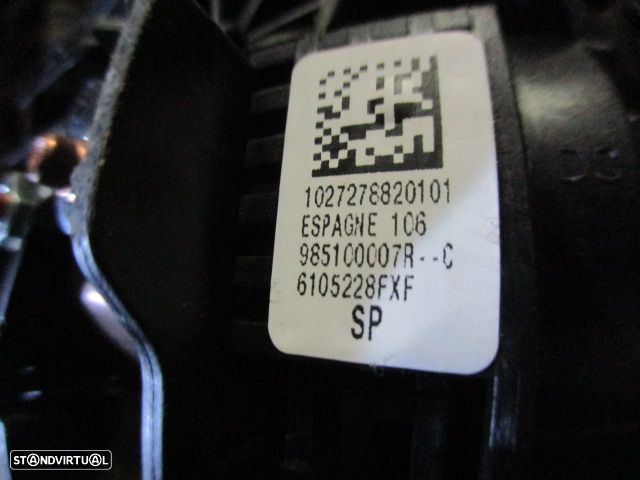 1027278820101
ESPAGNE 106
985100007R--C
6105228FXF
SP
STANDVIRTUAL